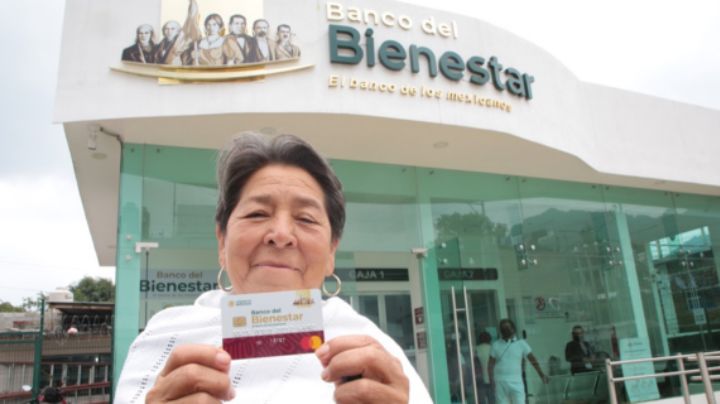 Banco del
Bienestar
El banco de los mexicanos
CAJA 1
CAJA 2
Banco del
Bienestar
Banco del
Bienestar